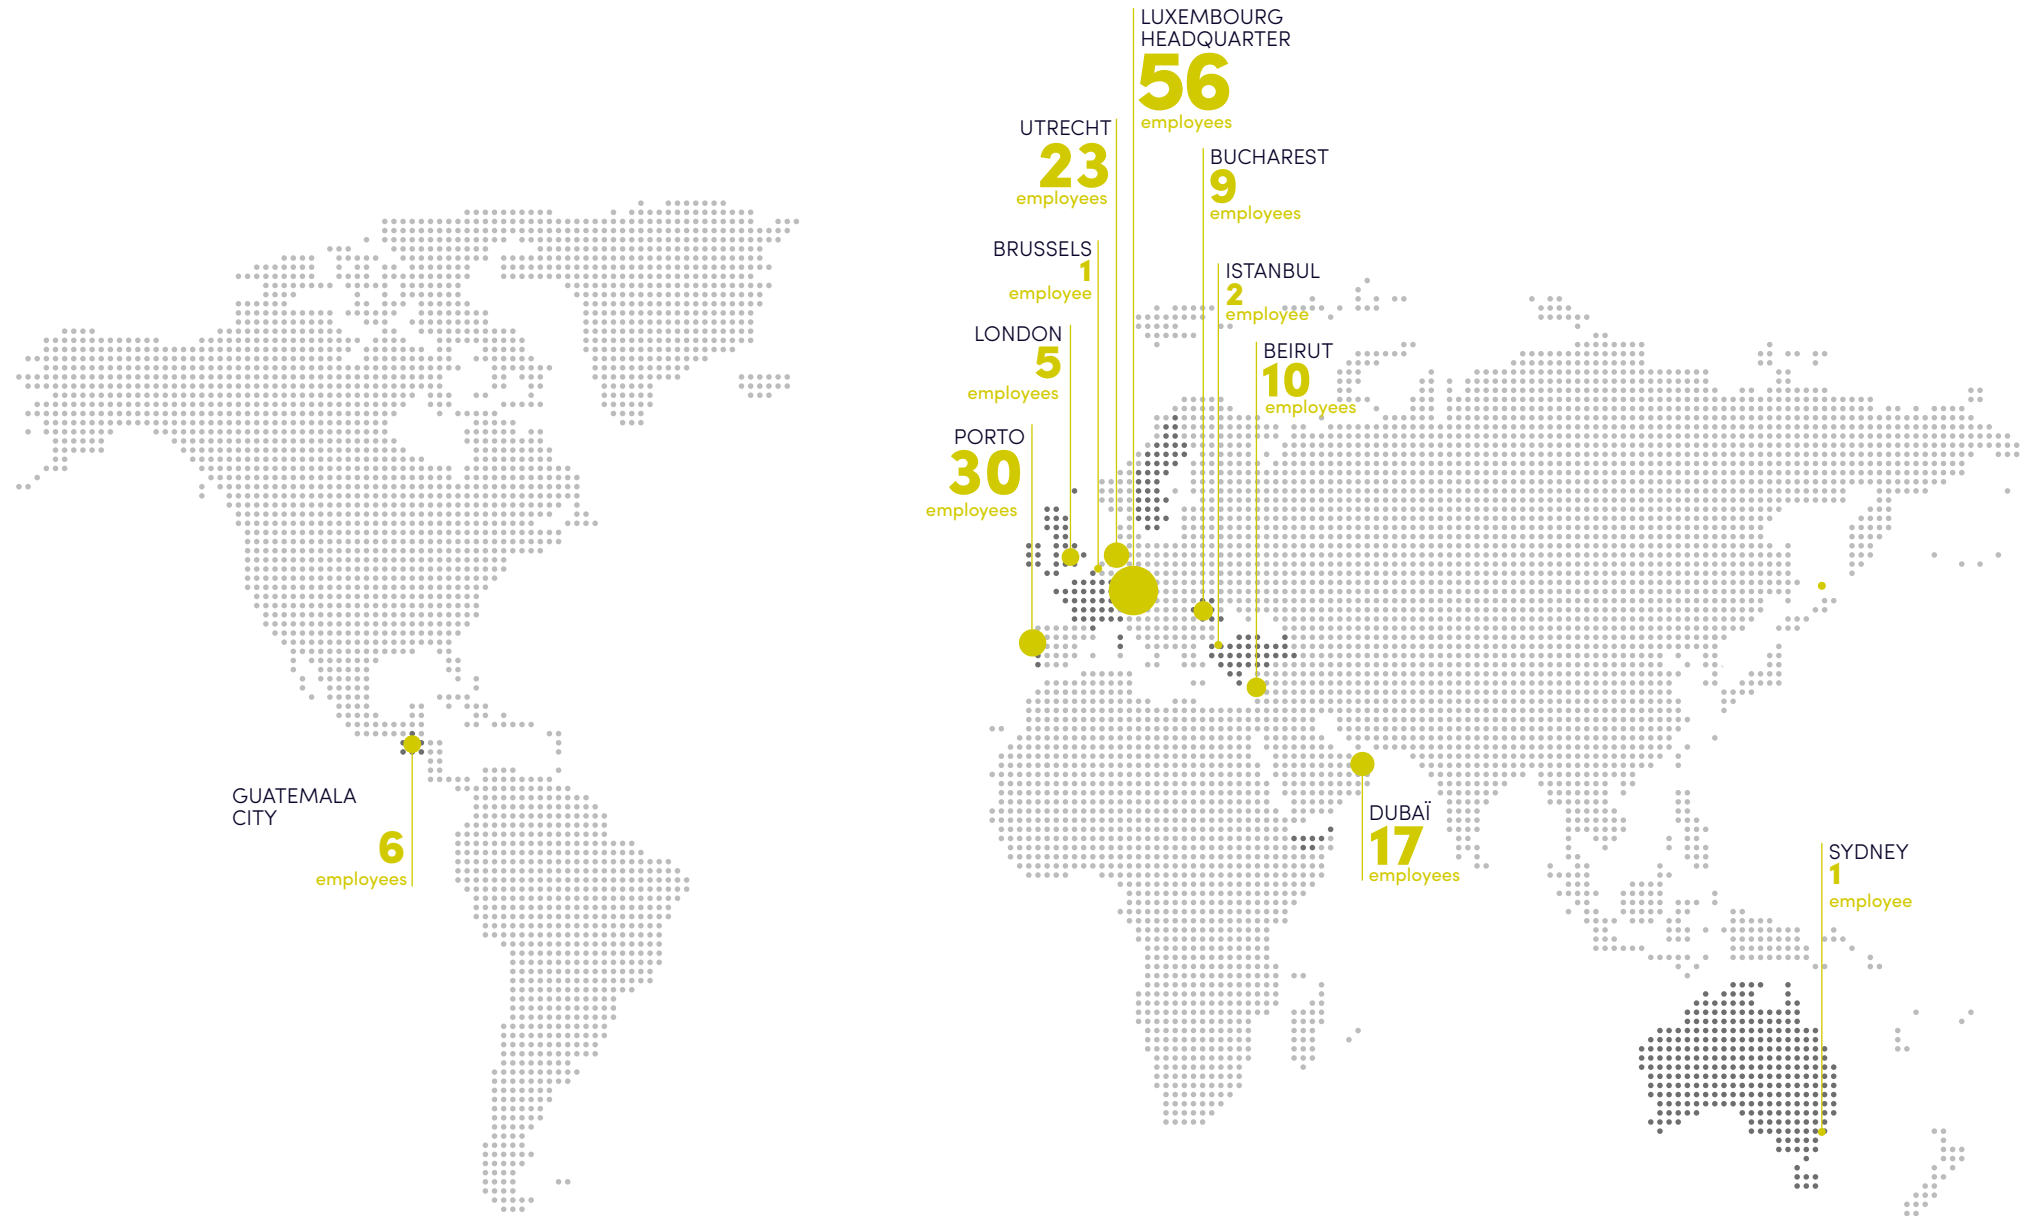 LUXEMBOURG
HEADQUARTER
56
employees
UTRECHT
23
employees
BUCHAREST
9
employees
BRUSSELS
1
employee
ISTANBUL
2
employee
LONDON
5
employees
BEIRUT
10
employees
PORTO
30
employees
GUATEMALA
CITY
6
employees
DUBAÏ
17
employees
SYDNEY
1
employee